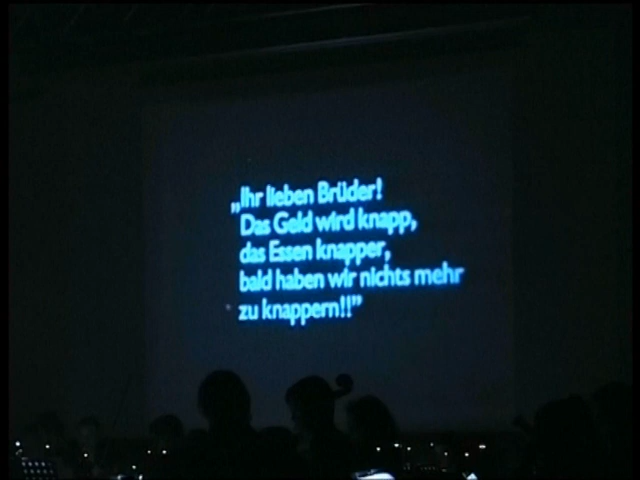 „Ihr lieben Brüder!
Das Geld wird knapp,
das Essen knapper,
bald haben wir nichts mehr
zu knappern!!”